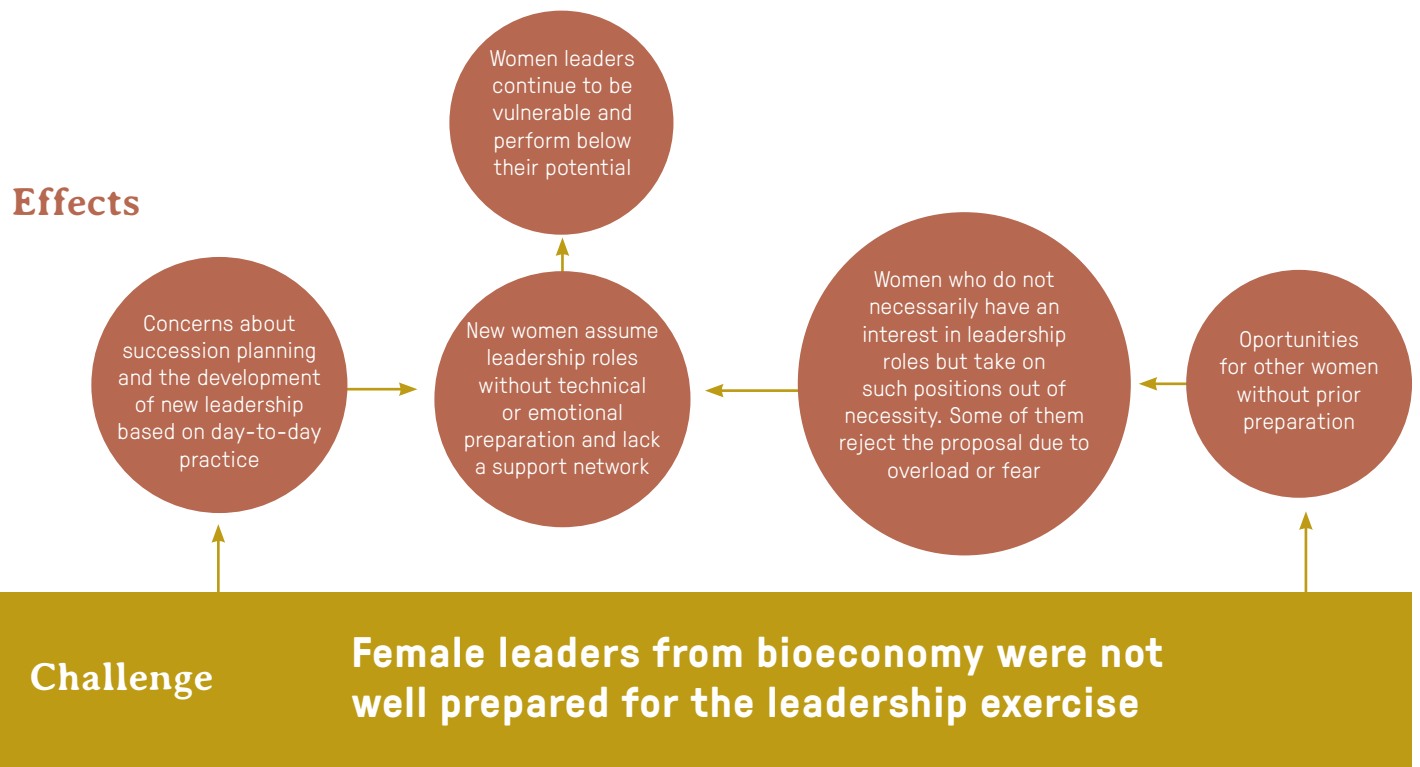 Women leaders
continue to be
vulnerable and
perform below
their potential
Effects
Concerns about
succession planning
and the development
of new leadership
based on day-to-day
practice
New women assume
leadership roles
without technical
or emotional
preparation and lack
a support network
Women who do not
necessarily have an
interest in leadership
roles but take on
such positions out of
necessity. Some of them
reject the proposal due to
overload or fear
Oportunities
for other women
without prior
preparation
Challenge
Female leaders from bioeconomy were not
well prepared for the leadership exercise